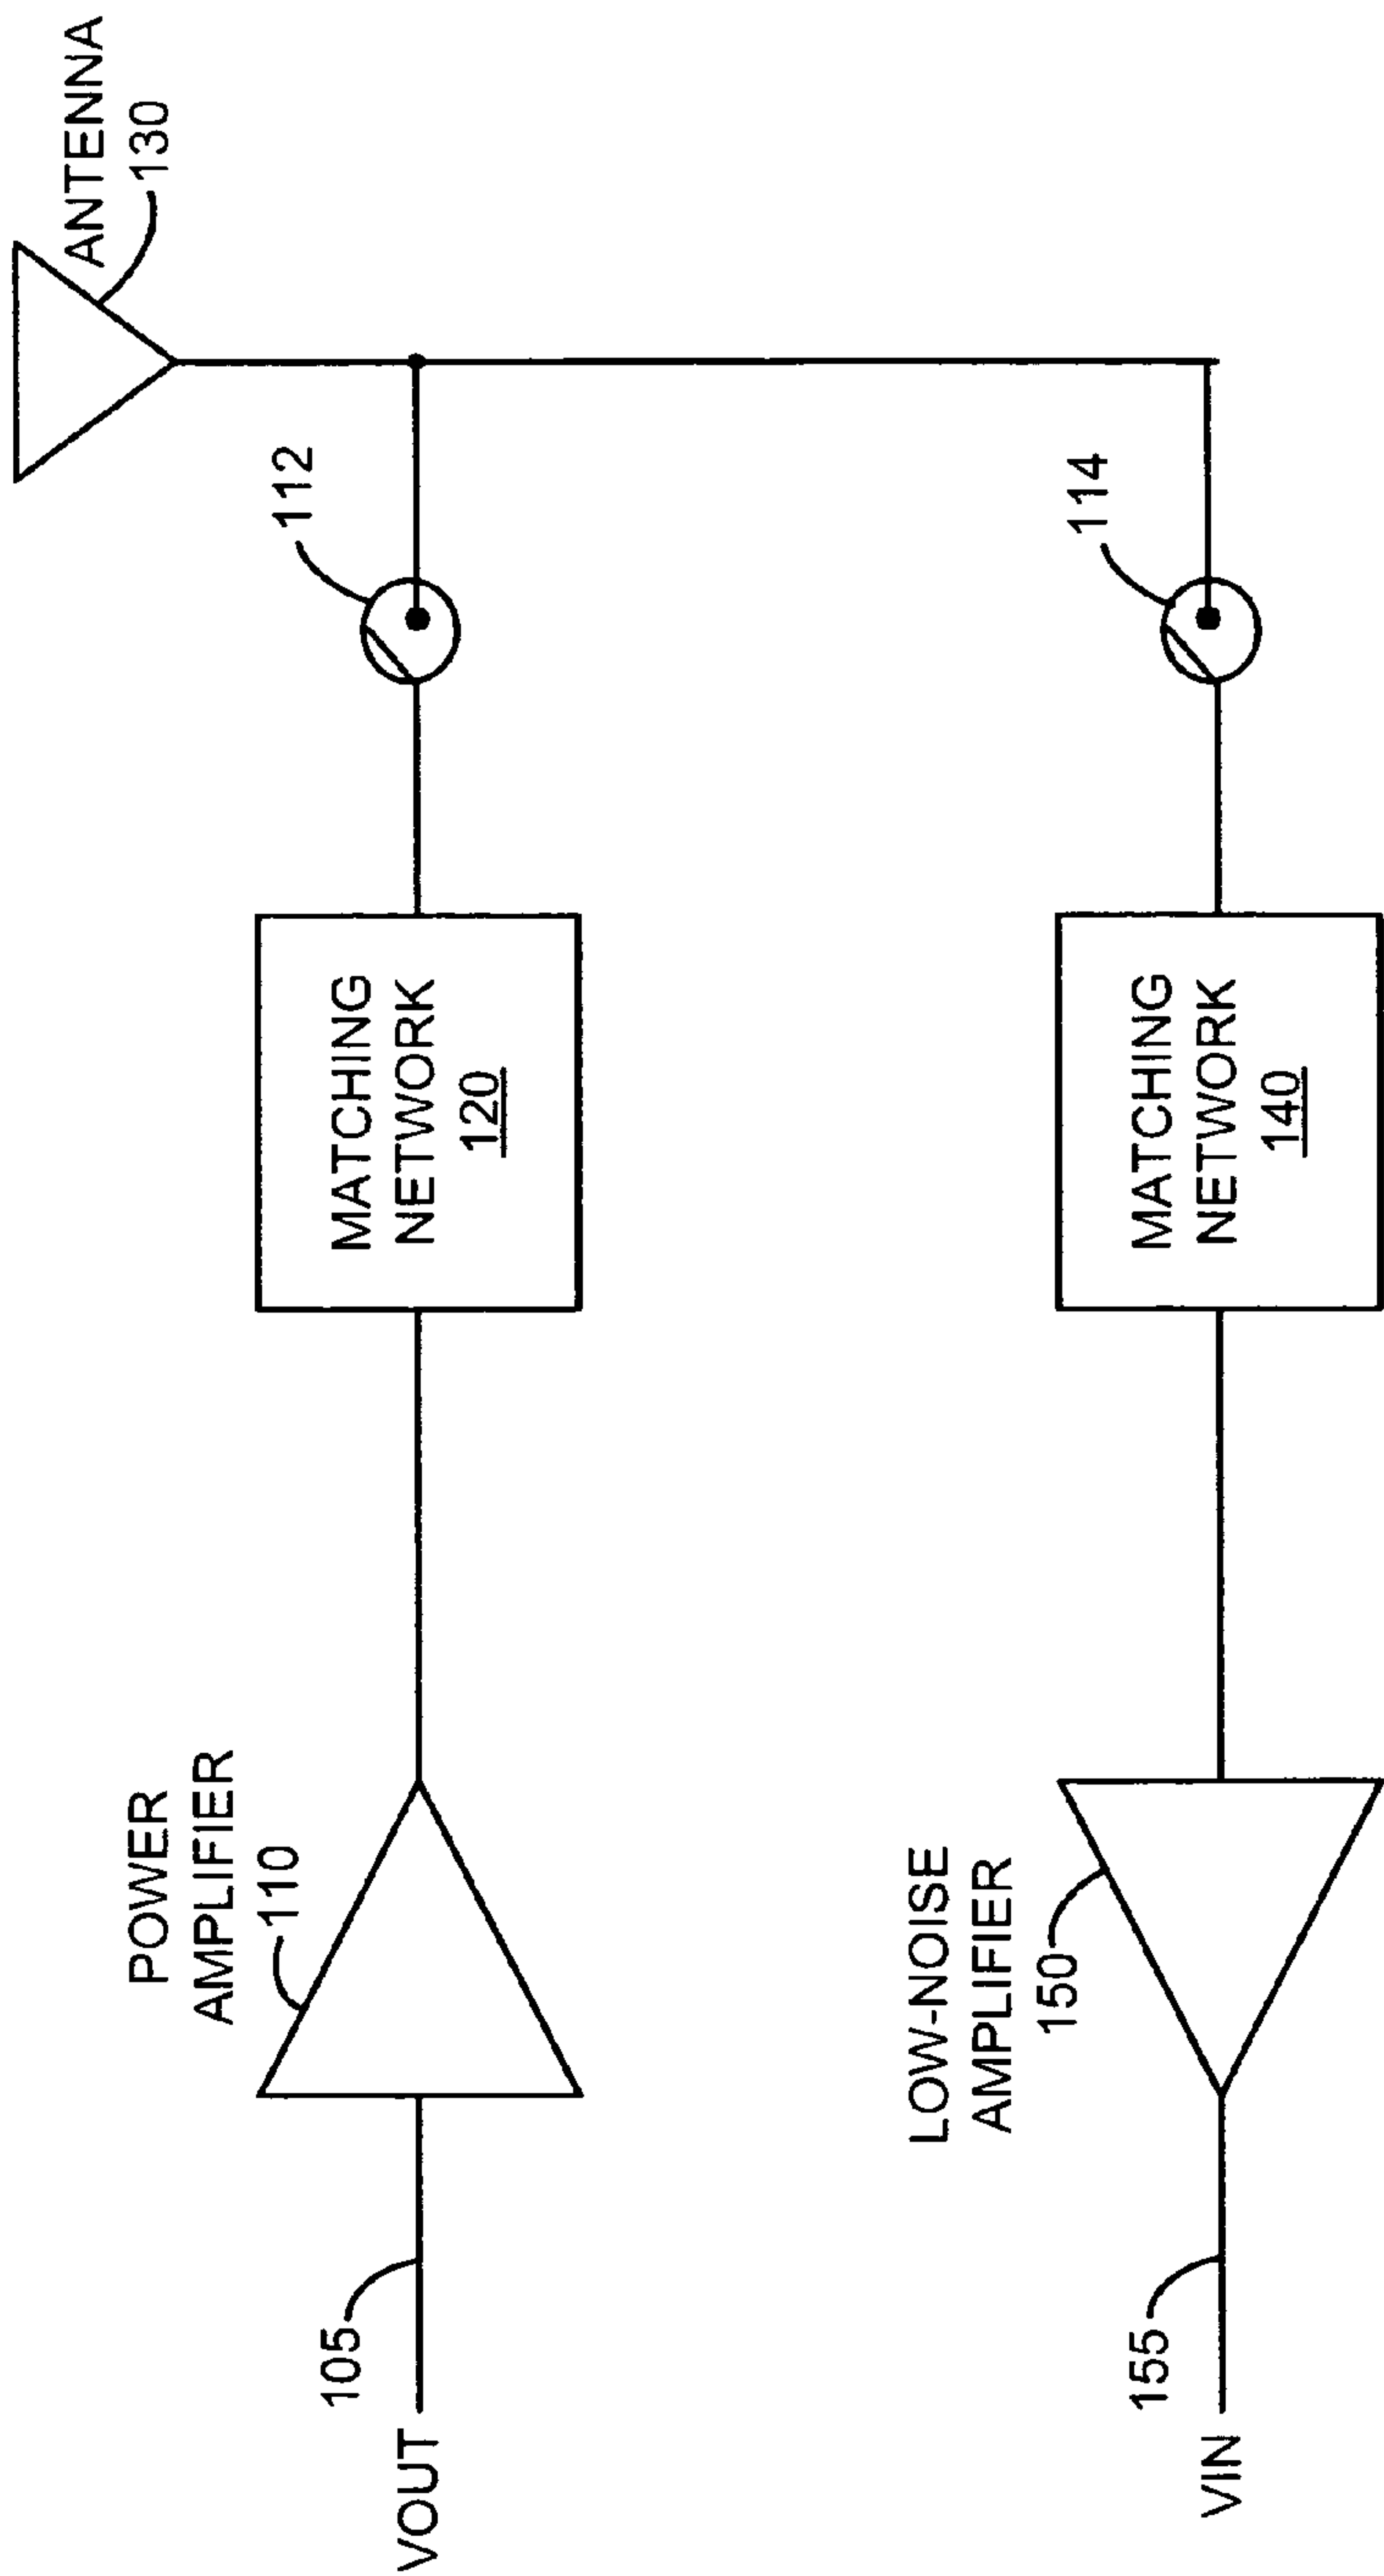 ANTENNA
130
112
114
MATCHING
NETWORK
120
MATCHING
NETWORK
140
POWER
AMPLIFIER
110
LOW-NOISE
AMPLIFIER
150
105
VOUT
155
VIN